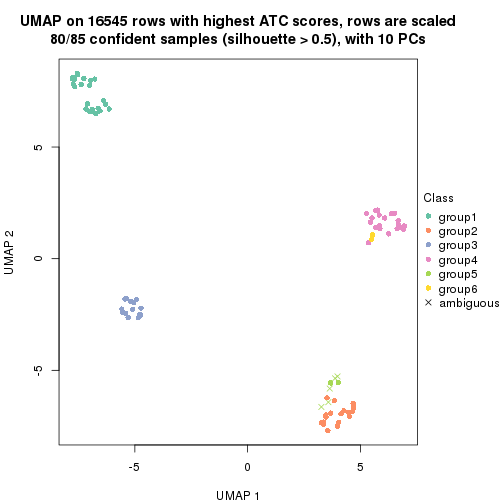 UMAP on 16545 rows with highest ATC scores, rows are scaled
80/85 confident samples (silhouette > 0.5), with 10 PCs
5
0
-5
UMAP 2
-5
0
5
UMAP 1
Class
group1
group2
group3
group4
group5
group6
ambiguous